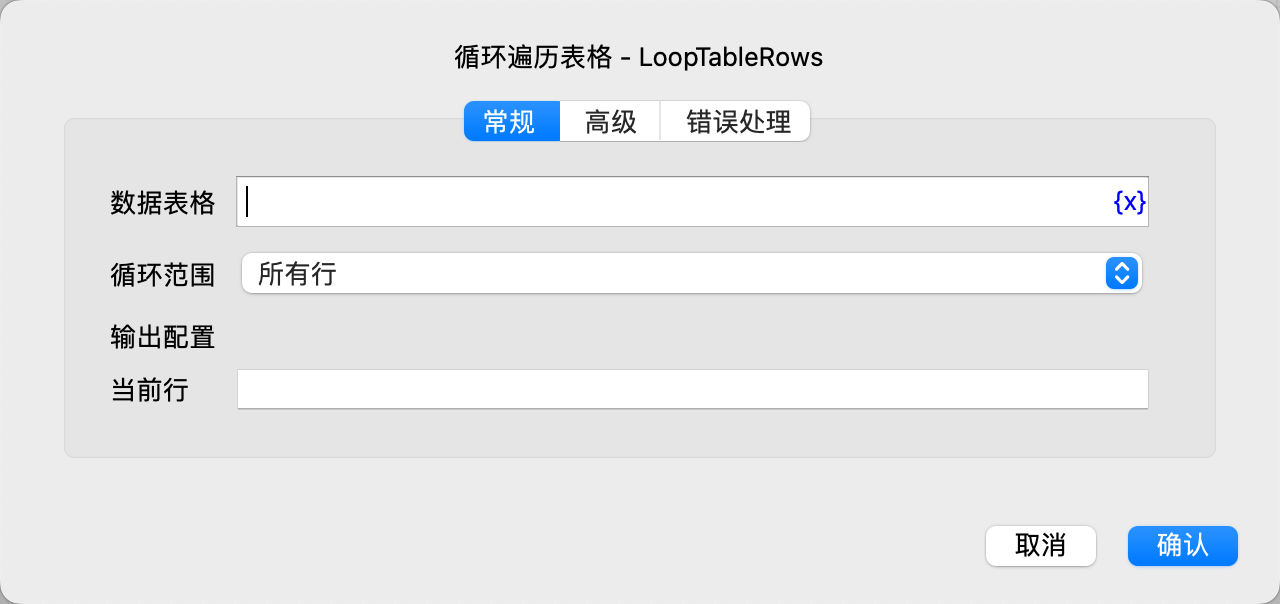 循环遍历表格 - LoopTableRows
常规 高级 错误处理
数据表格 {x}
循环范围 所有行
输出配置
当前行
取消 确认